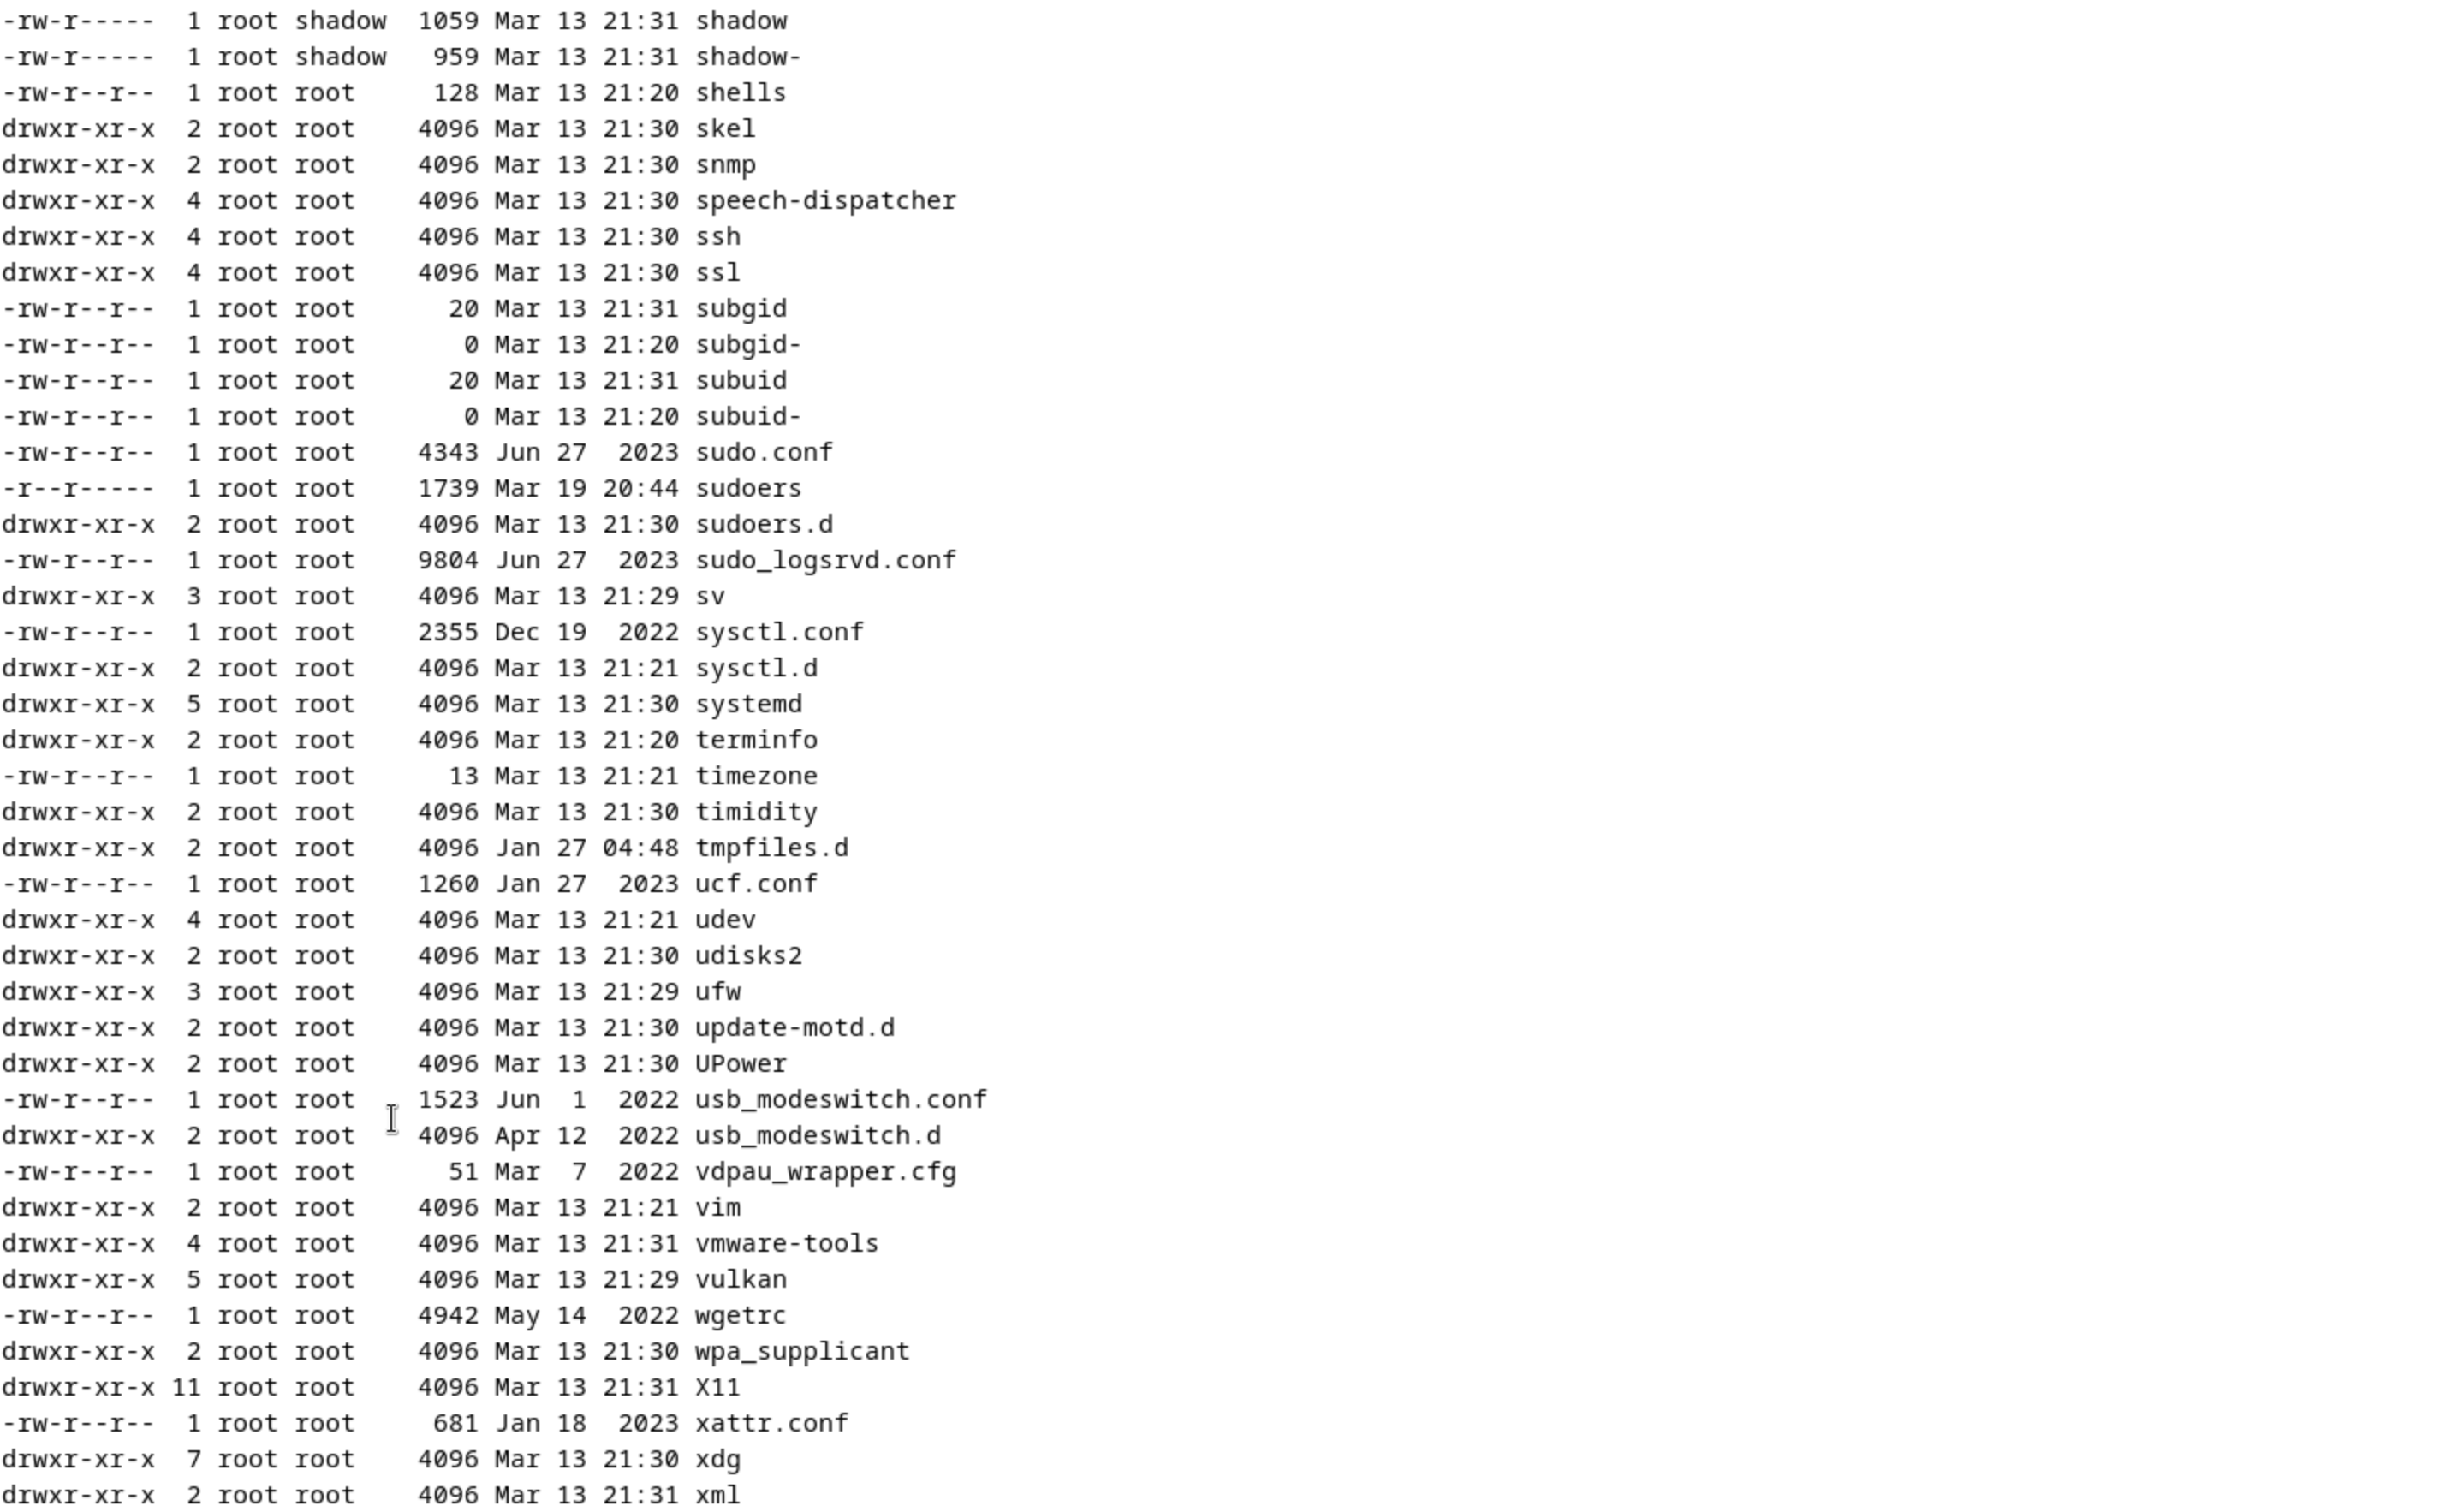 -rw-r-----  1 root shadow  1059 Mar 13 21:31 shadow
-rw-r-----  1 root shadow   959 Mar 13 21:31 shadow-
-rw-r--r--  1 root root     128 Mar 13 21:20 shells
drwxr-xr-x  2 root root    4096 Mar 13 21:30 skel
drwxr-xr-x  2 root root    4096 Mar 13 21:30 snmp
drwxr-xr-x  4 root root    4096 Mar 13 21:30 speech-dispatcher
drwxr-xr-x  4 root root    4096 Mar 13 21:30 ssh
drwxr-xr-x  4 root root    4096 Mar 13 21:30 ssl
-rw-r--r--  1 root root      20 Mar 13 21:31 subgid
-rw-r--r--  1 root root       0 Mar 13 21:20 subgid-
-rw-r--r--  1 root root      20 Mar 13 21:31 subuid
-rw-r--r--  1 root root       0 Mar 13 21:20 subuid-
-rw-r--r--  1 root root    4343 Jun 27  2023 sudo.conf
-r--r-----  1 root root    1739 Mar 19 20:44 sudoers
drwxr-xr-x  2 root root    4096 Mar 13 21:30 sudoers.d
-rw-r--r--  1 root root    9804 Jun 27  2023 sudo_logsrvd.conf
drwxr-xr-x  3 root root    4096 Mar 13 21:29 sv
-rw-r--r--  1 root root    2355 Dec 19  2022 sysctl.conf
drwxr-xr-x  2 root root    4096 Mar 13 21:21 sysctl.d
drwxr-xr-x  5 root root    4096 Mar 13 21:30 systemd
drwxr-xr-x  2 root root    4096 Mar 13 21:20 terminfo
-rw-r--r--  1 root root      13 Mar 13 21:21 timezone
drwxr-xr-x  2 root root    4096 Mar 13 21:30 timidity
drwxr-xr-x  2 root root    4096 Jan 27 04:48 tmpfiles.d
-rw-r--r--  1 root root    1260 Jan 27  2023 ucf.conf
drwxr-xr-x  4 root root    4096 Mar 13 21:21 udev
drwxr-xr-x  2 root root    4096 Mar 13 21:30 udisks2
drwxr-xr-x  3 root root    4096 Mar 13 21:29 ufw
drwxr-xr-x  2 root root    4096 Mar 13 21:30 update-motd.d
drwxr-xr-x  2 root root    4096 Mar 13 21:30 UPower
-rw-r--r--  1 root root    1523 Jun  1  2022 usb_modeswitch.conf
drwxr-xr-x  2 root root    4096 Apr 12  2022 usb_modeswitch.d
-rw-r--r--  1 root root      51 Mar  7  2022 vdpau_wrapper.cfg
drwxr-xr-x  2 root root    4096 Mar 13 21:21 vim
drwxr-xr-x  4 root root    4096 Mar 13 21:31 vmware-tools
drwxr-xr-x  5 root root    4096 Mar 13 21:29 vulkan
-rw-r--r--  1 root root    4942 May 14  2022 wgetrc
drwxr-xr-x  2 root root    4096 Mar 13 21:30 wpa_supplicant
drwxr-xr-x 11 root root    4096 Mar 13 21:31 X11
-rw-r--r--  1 root root     681 Jan 18  2023 xattr.conf
drwxr-xr-x  7 root root    4096 Mar 13 21:30 xdg
drwxr-xr-x  2 root root    4096 Mar 13 21:31 xml